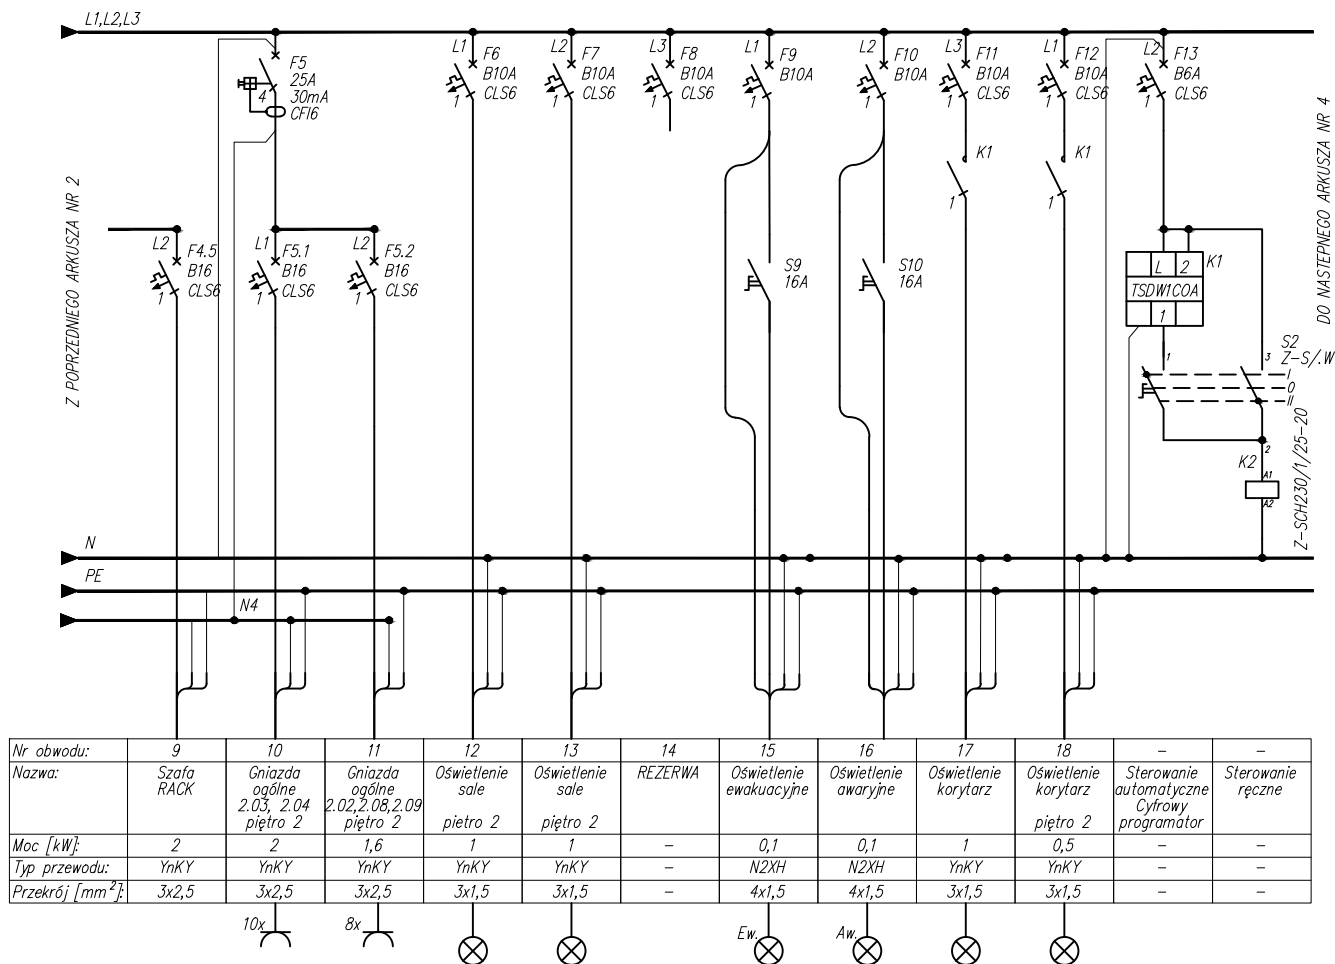 L1,L2,L3
F5
25A
30mA
CFI6
4
L1
F6
B10A
CLS6
1
L2
F7
B10A
CLS6
1
L3
F8
B10A
CLS6
1
L1
F9
B10A
1
L2
F10
B10A
1
L3
F11
B10A
CLS6
1
L1
F12
B10A
CLS6
1
L2
F13
B6A
CLS6
1
K1
1
K1
1
Z POPRZEDNIEGO ARKUSZA NR 2
DO NASTEPNEGO ARKUSZA NR 4
L2
F4.5
B16
CLS6
1
L1
F5.1
B16
CLS6
1
L2
F5.2
B16
CLS6
1
S9
16A
S10
16A
L 2 K1
TSDW1COA
1
S2
Z-S/.W
1 3
I
0
II
2
K2
A1
A2
Z-SCH230/1/25-20
N
PE
N4
Nr obwodu: 9 10 11 12 13 14 15 16 17 18 - -
Nazwa: Szafa Gniazda Gniazda Oświetlenie Oświetlenie REZERWA Oświetlenie Oświetlenie Oświetlenie Oświetlenie Sterowanie Sterowanie
RACK ogólne ogólne sale sale ewakuacyjne awaryjne korytarz korytarz automatyczne ręczne
2.03, 2.04 2.02,2.08,2.09 Cyfrowy
piętro 2 piętro 2 pietro 2 piętro 2 piętro 2 programator
Moc [kW]: 2 2 1,6 1 1 - 0,1 0,1 1 0,5 - -
Typ przewodu: YnKY YnKY YnKY YnKY YnKY - N2XH N2XH YnKY YnKY - -
Przekrój [mm²]: 3x2,5 3x2,5 3x2,5 3x1,5 3x1,5 - 4x1,5 4x1,5 3x1,5 3x1,5 - -
10x 8x Ew. Aw.